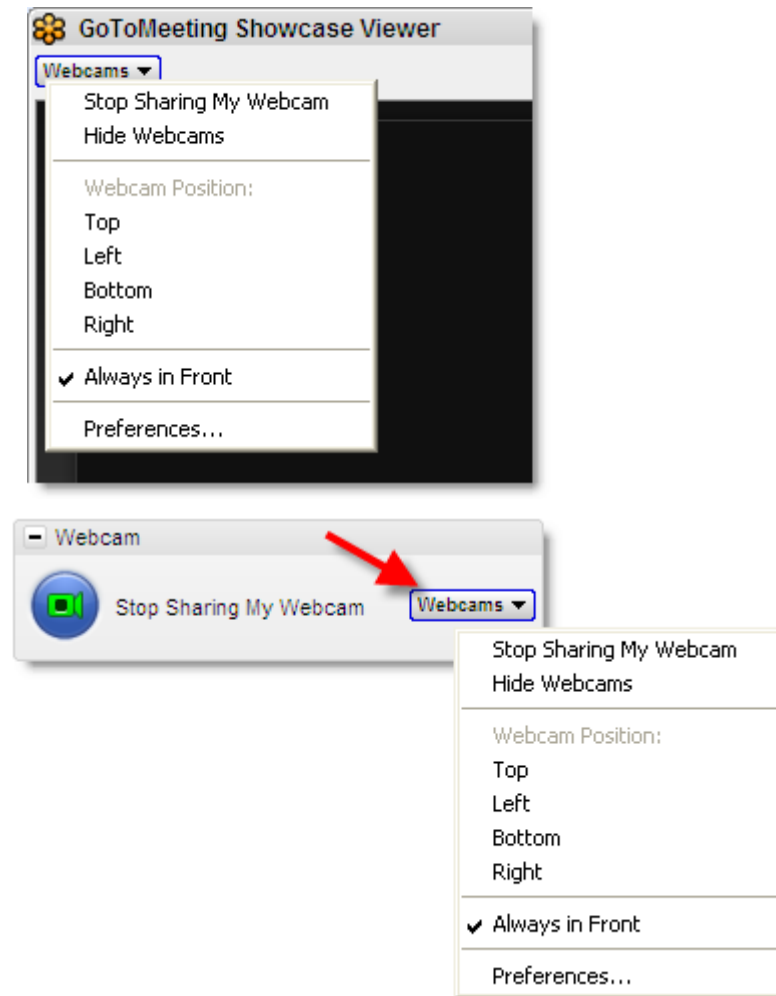 GoToMeeting Showcase Viewer
Webcams
Stop Sharing My Webcam
Hide Webcams
Webcam Position:
Top
Left
Bottom
Right
Always in Front
Preferences...
Webcam
Stop Sharing My Webcam
Webcams
Stop Sharing My Webcam
Hide Webcams
Webcam Position:
Top
Left
Bottom
Right
Always in Front
Preferences...